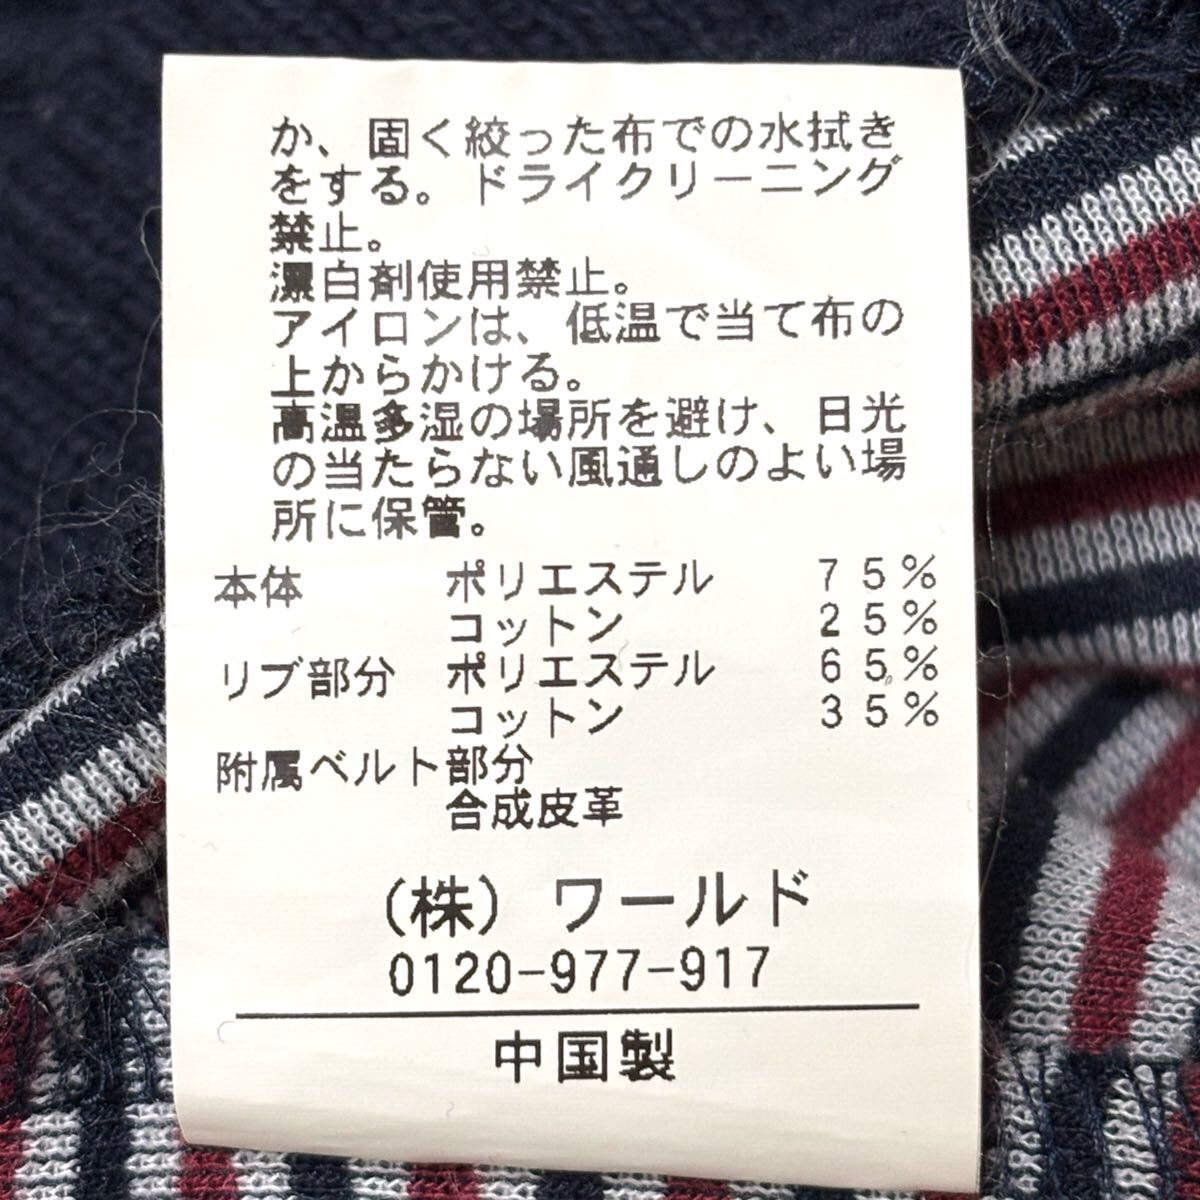 か、固く絞った布での水拭き
をする。ドライクリーニング
禁止。
漂白剤使用禁止。
アイロンは、低温で当て布の
上からかける。
高温多湿の場所を避け、日光
の当たらない風通しのよい場
所に保管。
本体 ポリエステル 75%
コットン 25%
リブ部分 ポリエステル 65%
コットン 35%
附属ベルト部分
合成皮革
(株)ワールド
0120-977-917
中国製